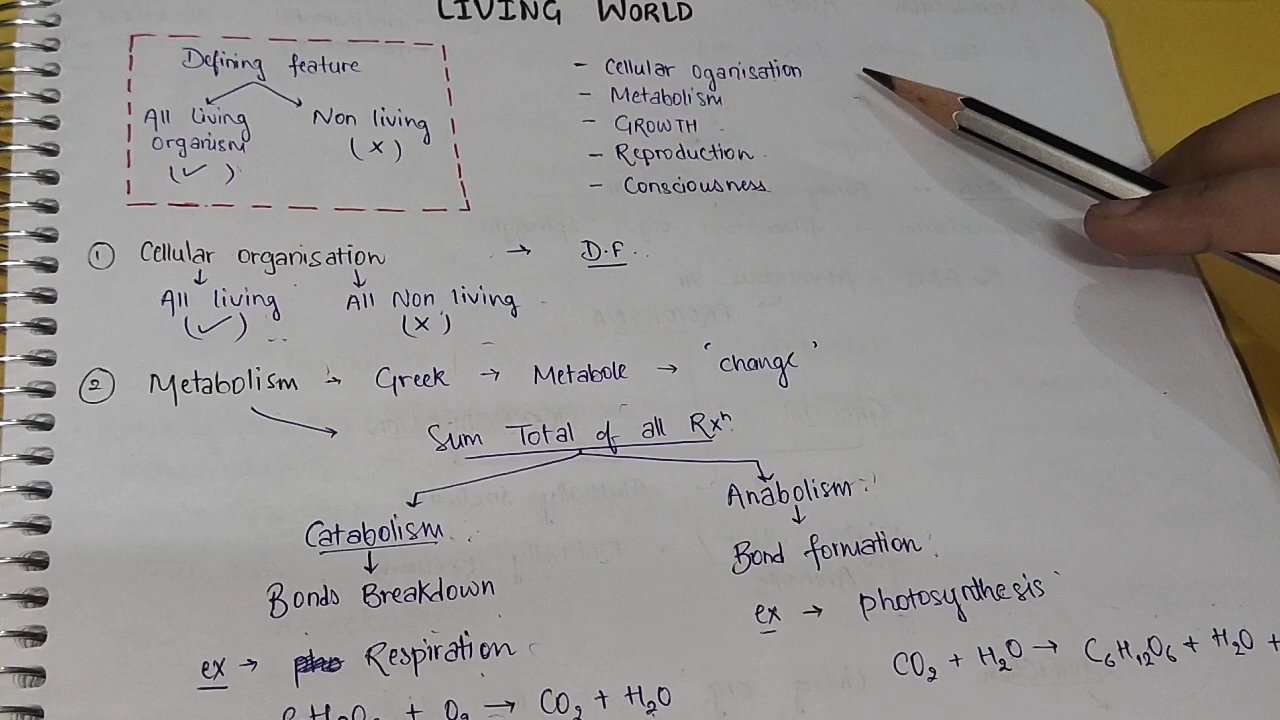 LIVING WORLD
Defining feature
All Living
organism
(✓)
Non living
(x)
- Cellular Oganisation
- Metabolism
- GROWTH
- Reproduction
- Consciousness
① Cellular organisation → D.F.
All living
(✓)
All Non living
(x)
② Metabolism → Greek → Metabole → 'change'
Sum Total of all Rxⁿ
Catabolism
Bonds Breakdown
ex → Respiration
+ O₂ → CO₂ + H₂O
Anabolism
Bond formation
ex → photosynthesis
CO₂ + H₂O → C₆H₁₂O₆ + H₂O +